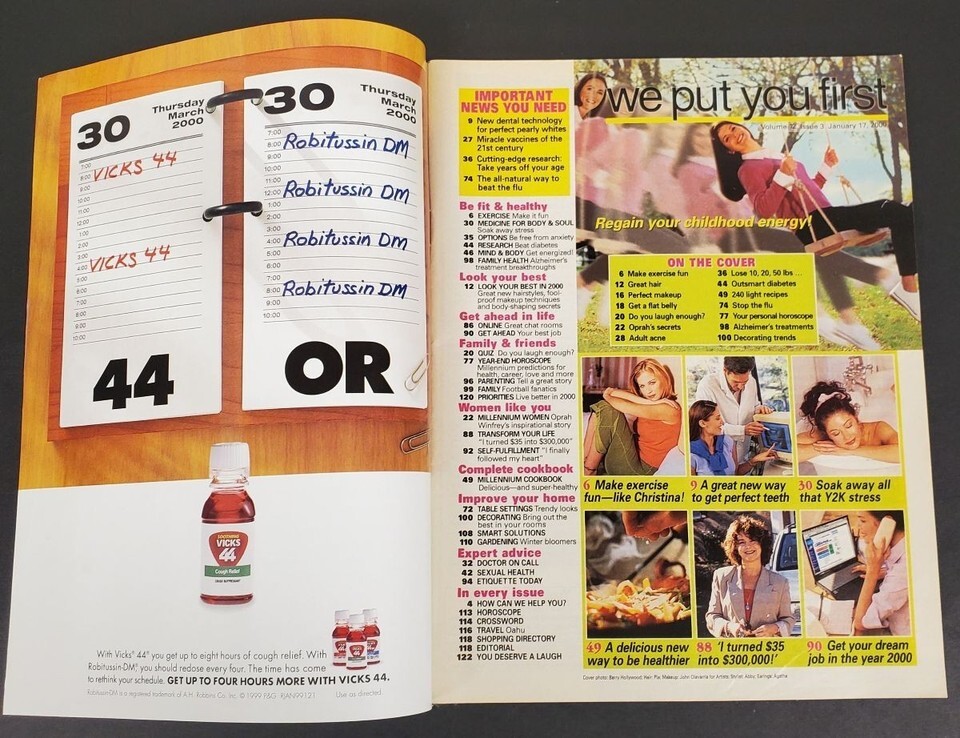 30
Thursday
March
2000
7:00
8:00
VICKS 44
9:00
10:00
11:00
12:00
1:00
2:00
3:00
VICKS 44
4:00
5:00
6:00
7:00
8:00
9:00
10:00
44
30
Thursday
March
2000
7:00
8:00 Robitussin DM
9:00
10:00
11:00
12:00 Robitussin DM
1:00
2:00
3:00
4:00 Robitussin DM
5:00
6:00
7:00
8:00 Robitussin DM
9:00
10:00
OR
SOOTHING
VICKS
44
Cough Relief
COUGH SUPPRESSANT
With Vicks® 44® you get up to eight hours of cough relief. With
Robitussin-DM,® you should redose every four. The time has come
to rethink your schedule. GET UP TO FOUR HOURS MORE WITH VICKS 44.
Robitussin-DM is a registered trademark of A.H. Robbins Co. Inc. © 1999 P&G RJAN99121 Use as directed
IMPORTANT
NEWS YOU NEED
9 New dental technology
for perfect pearly whites
27 Miracle vaccines of the
21st century
36 Cutting-edge research:
Take years off your age
74 The all-natural way to
beat the flu
Be fit & healthy
6 EXERCISE Make it fun
30 MEDICINE FOR BODY & SOUL
Soak away stress
35 OPTIONS Be free from anxiety
44 RESEARCH Beat diabetes
46 MIND & BODY Get energized!
98 FAMILY HEALTH Alzheimer's
treatment breakthroughs
Look your best
12 LOOK YOUR BEST IN 2000
Great new hairstyles, fool-
proof makeup techniques
and body-shaping secrets
Get ahead in life
86 ONLINE Great chat rooms
90 GET AHEAD Your best job
Family & friends
20 QUIZ Do you laugh enough?
77 YEAR-END HOROSCOPE
Millennium predictions for
health, career, love and more
96 PARENTING Tell a great story
99 FAMILY Football fanatics
120 PRIORITIES Live better in 2000
Women like you
22 MILLENNIUM WOMEN Oprah
Winfrey's inspirational story
88 TRANSFORM YOUR LIFE
"I turned $35 into $300,000"
92 SELF-FULFILLMENT "I finally
followed my heart"
Complete cookbook
49 MILLENNIUM COOKBOOK
Delicious—and super-healthy
Improve your home
72 TABLE SETTINGS Trendy looks
100 DECORATING Bring out the
best in your rooms
108 SMART SOLUTIONS
110 GARDENING Winter bloomers
Expert advice
32 DOCTOR ON CALL
42 SEXUAL HEALTH
94 ETIQUETTE TODAY
In every issue
4 HOW CAN WE HELP YOU?
113 HOROSCOPE
114 CROSSWORD
116 TRAVEL Oahu
118 SHOPPING DIRECTORY
118 EDITORIAL
122 YOU DESERVE A LAUGH
we put you first
Volume 32 Issue 3 January 17, 2000
Regain your childhood energy!
ON THE COVER
6 Make exercise fun
12 Great hair
16 Perfect makeup
18 Get a flat belly
20 Do you laugh enough?
22 Oprah's secrets
28 Adult acne
36 Lose 10, 20, 50 lbs ...
44 Outsmart diabetes
49 240 light recipes
74 Stop the flu
77 Your personal horoscope
98 Alzheimer's treatments
100 Decorating trends
6 Make exercise
fun—like Christina!
9 A great new way
to get perfect teeth
30 Soak away all
that Y2K stress
49 A delicious new
way to be healthier
88 'I turned $35
into $300,000!'
90 Get your dream
job in the year 2000
Cover photo: Barry Hollywood; Hair,